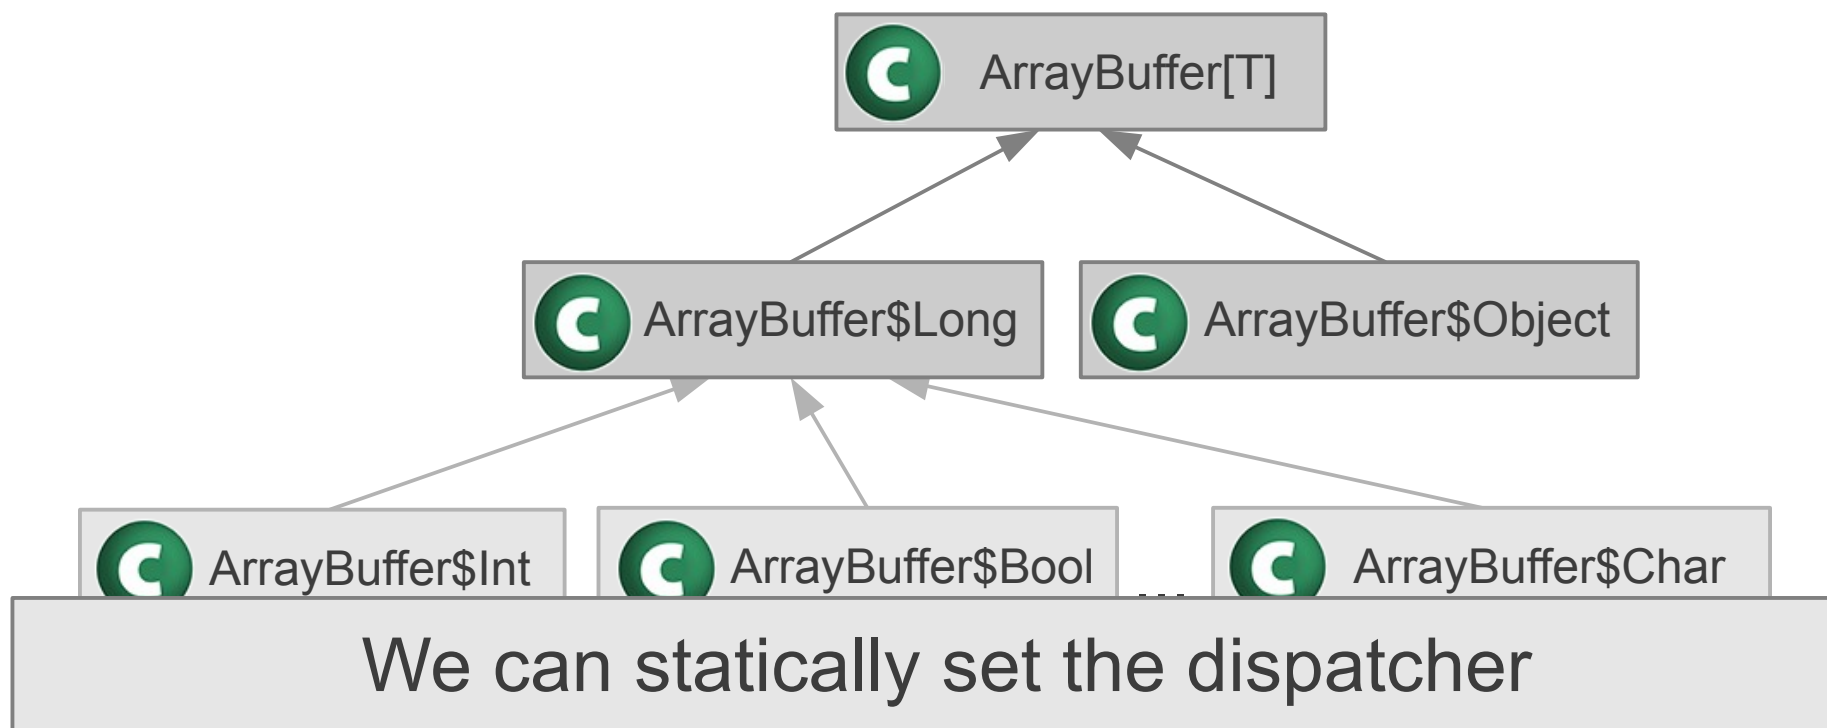 ArrayBuffer[T]
ArrayBuffer$Long
ArrayBuffer$Object
ArrayBuffer$Int
ArrayBuffer$Bool
...
ArrayBuffer$Char
We can statically set the dispatcher